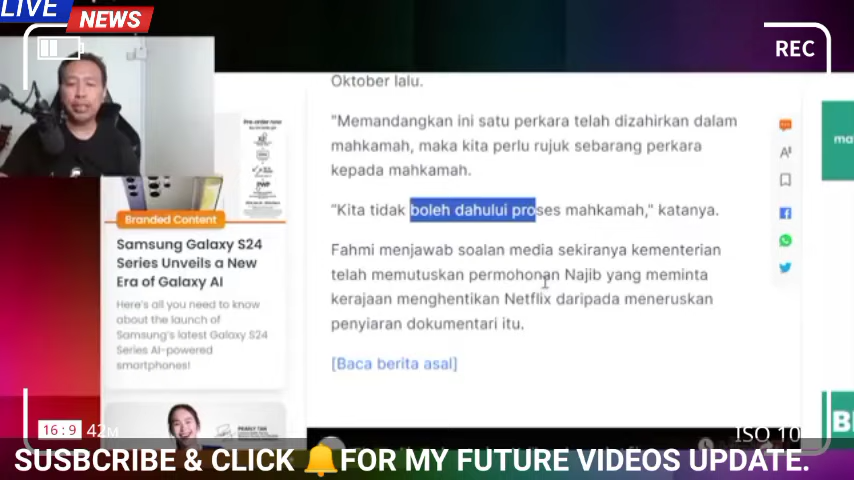 LIVE
NEWS
REC
Oktober lalu.
"Memandangkan ini satu perkara telah dizahirkan dalam
mahkamah, maka kita perlu rujuk sebarang perkara
kepada mahkamah.
"Kita tidak boleh dahului proses mahkamah," katanya.
Fahmi menjawab soalan media sekiranya kementerian
telah memutuskan permohonan Najib yang meminta
kerajaan menghentikan Netflix daripada meneruskan
penyiaran dokumentari itu.
[Baca berita asal]
Branded Content
Samsung Galaxy S24
Series Unveils a New
Era of Galaxy AI
Here's all you need to know
about the launch of
Samsung's latest Galaxy S24
Series AI-powered
smartphones!
ma
16:9 42M
ISO 10
SUSBCRIBE & CLICK 🔔FOR MY FUTURE VIDEOS UPDATE.